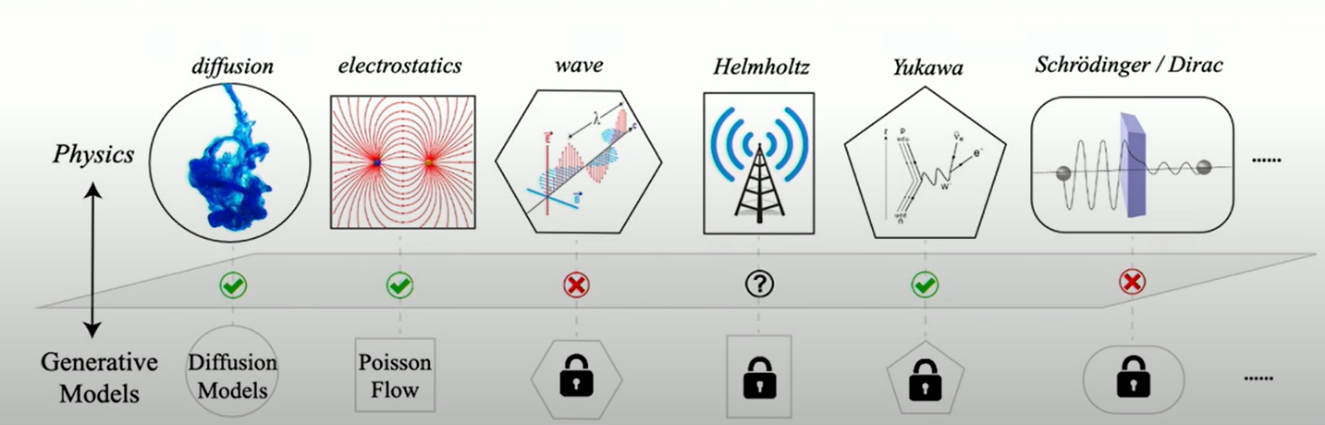 diffusion
electrostatics
wave
Helmholtz
Yukawa
Schrödinger / Dirac
Physics
λ
e⁻
W⁻
......
?
Generative
Models
Diffusion
Models
Poisson
Flow
......